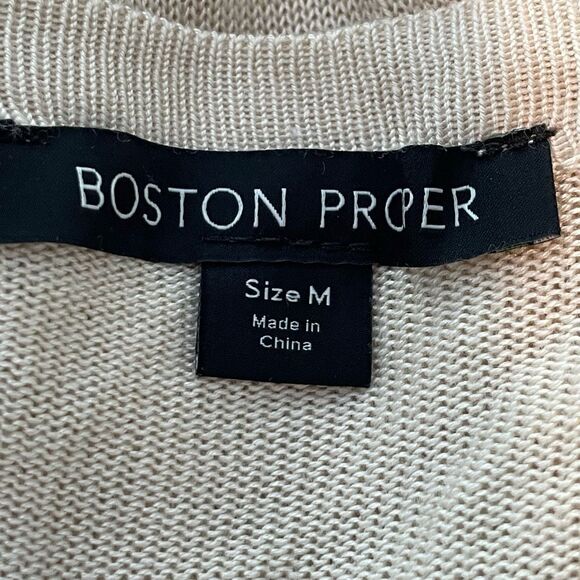 BOSTON PROPER
Size M
Made in
China